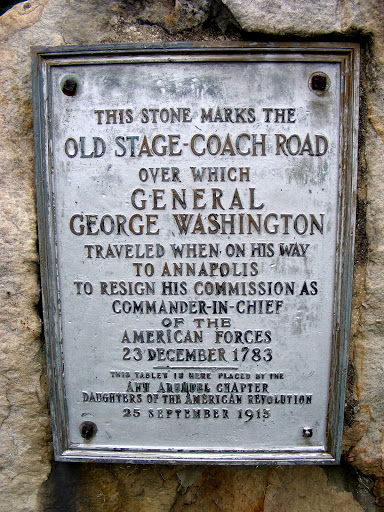 THIS STONE MARKS THE
OLD STAGE-COACH ROAD
OVER WHICH
GENERAL
GEORGE WASHINGTON
TRAVELED WHEN ON HIS WAY
TO ANNAPOLIS
TO RESIGN HIS COMMISSION AS
COMMANDER-IN-CHIEF
OF THE
AMERICAN FORCES
23 DECEMBER 1783
THIS TABLET IS HERE PLACED BY THE
ANN ARUNDEL CHAPTER
DAUGHTERS OF THE AMERICAN REVOLUTION
25 SEPTEMBER 1915